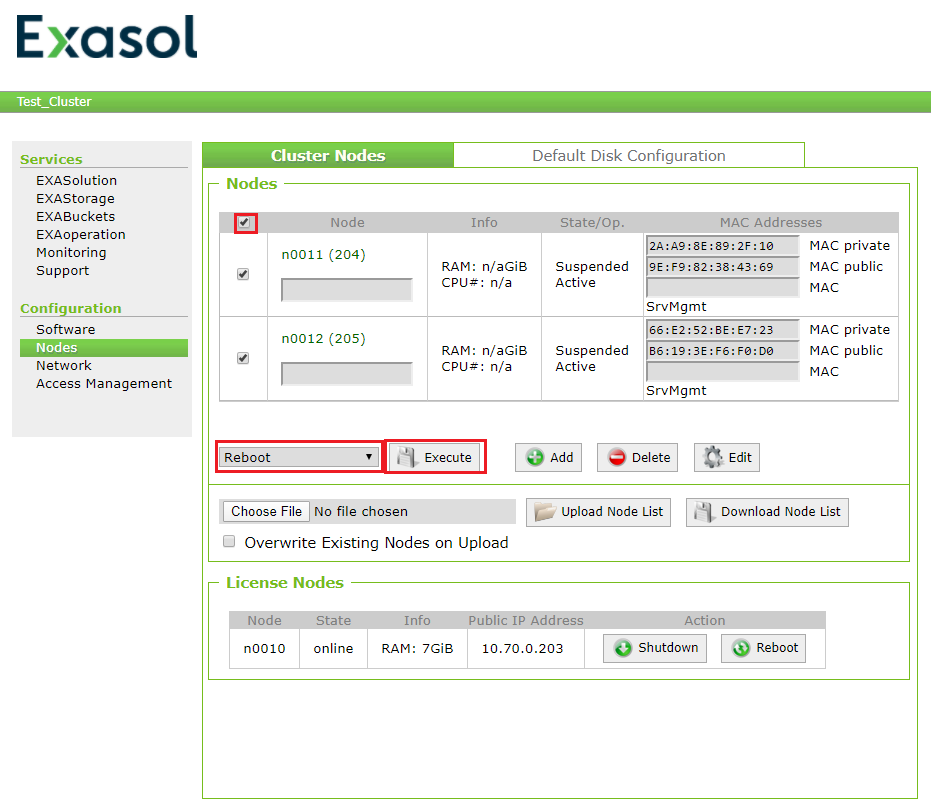 Exasol
Test_Cluster
Services
EXASolution
EXAStorage
EXABuckets
EXAoperation
Monitoring
Support
Configuration
Software
Nodes
Network
Access Management
Cluster Nodes Default Disk Configuration
Nodes
Node Info State/Op. MAC Addresses
n0011 (204)
RAM: n/aGiB
CPU#: n/a
Suspended
Active
2A:A9:8E:89:2F:10 MAC private
9E:F9:82:38:43:69 MAC public
MAC
SrvMgmt
n0012 (205)
RAM: n/aGiB
CPU#: n/a
Suspended
Active
66:E2:52:BE:E7:23 MAC private
B6:19:3E:F6:F0:D0 MAC public
MAC
SrvMgmt
Reboot Execute Add Delete Edit
Choose File No file chosen Upload Node List Download Node List
Overwrite Existing Nodes on Upload
License Nodes
Node State Info Public IP Address Action
n0010 online RAM: 7GiB 10.70.0.203 Shutdown Reboot